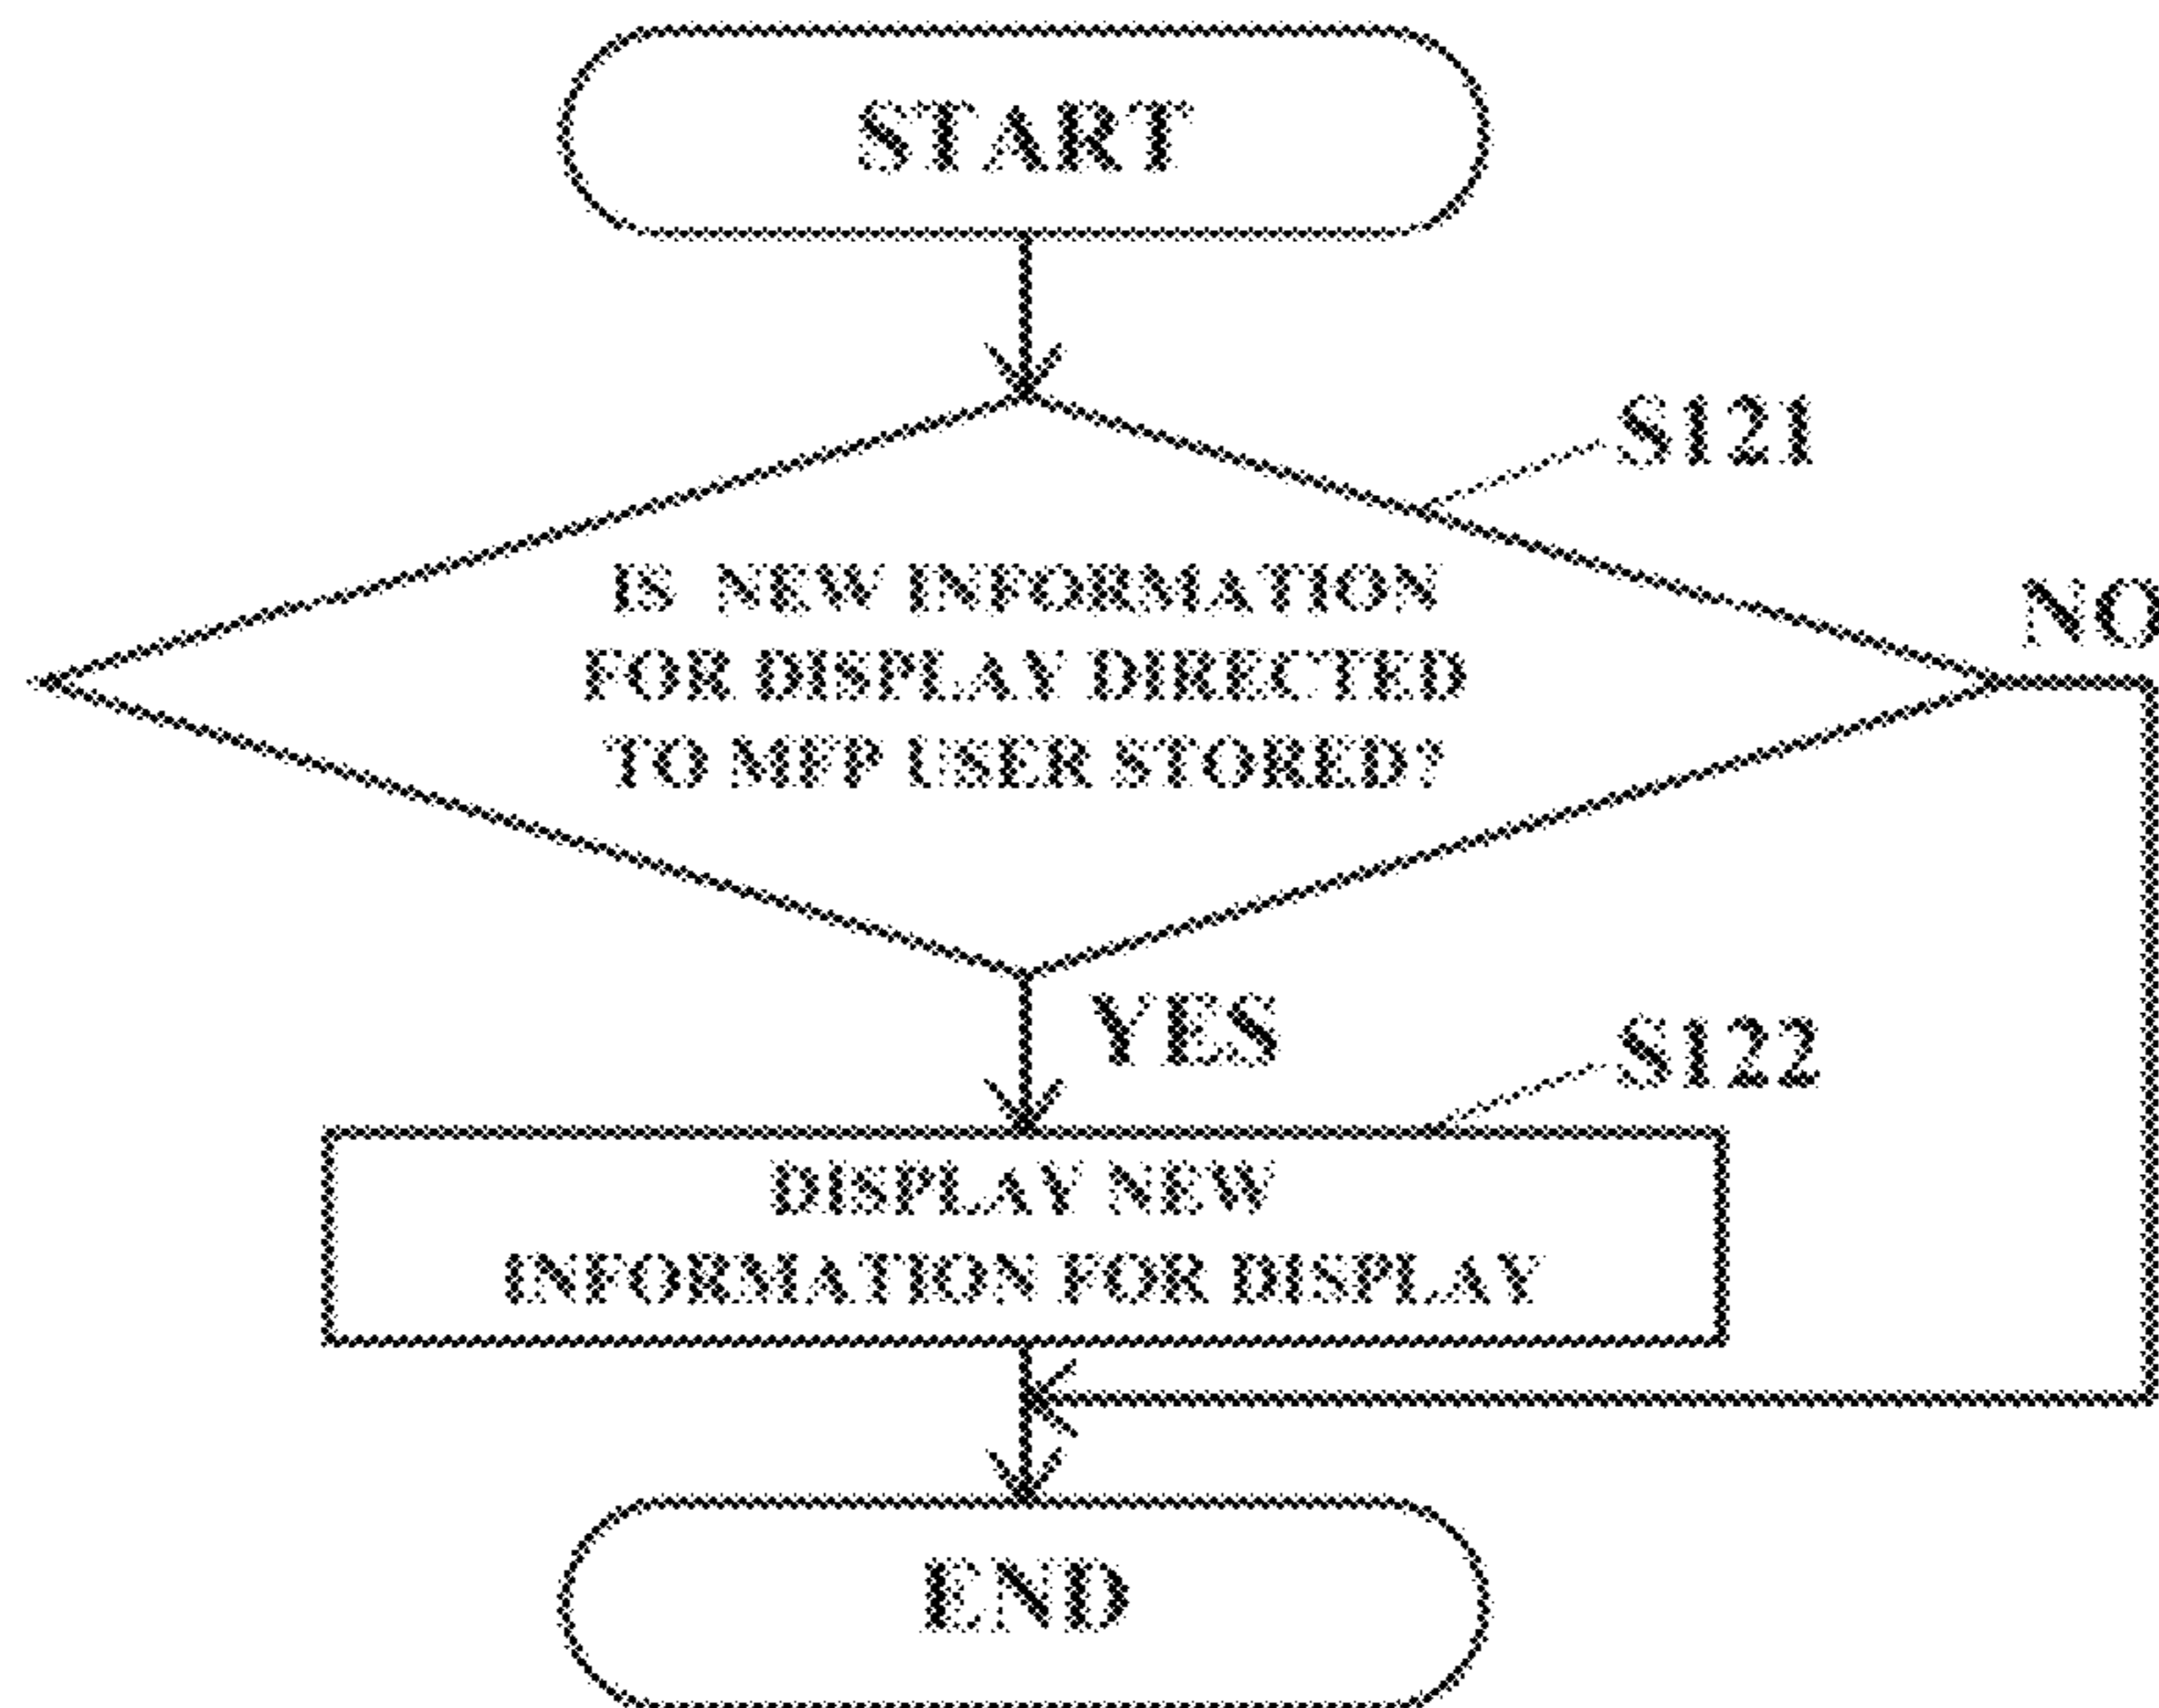 START
S121
IS NEW INFORMATION
FOR DISPLAY DIRECTED
TO MFP USER STORED?
NO
YES
S122
DISPLAY NEW
INFORMATION FOR DISPLAY
END